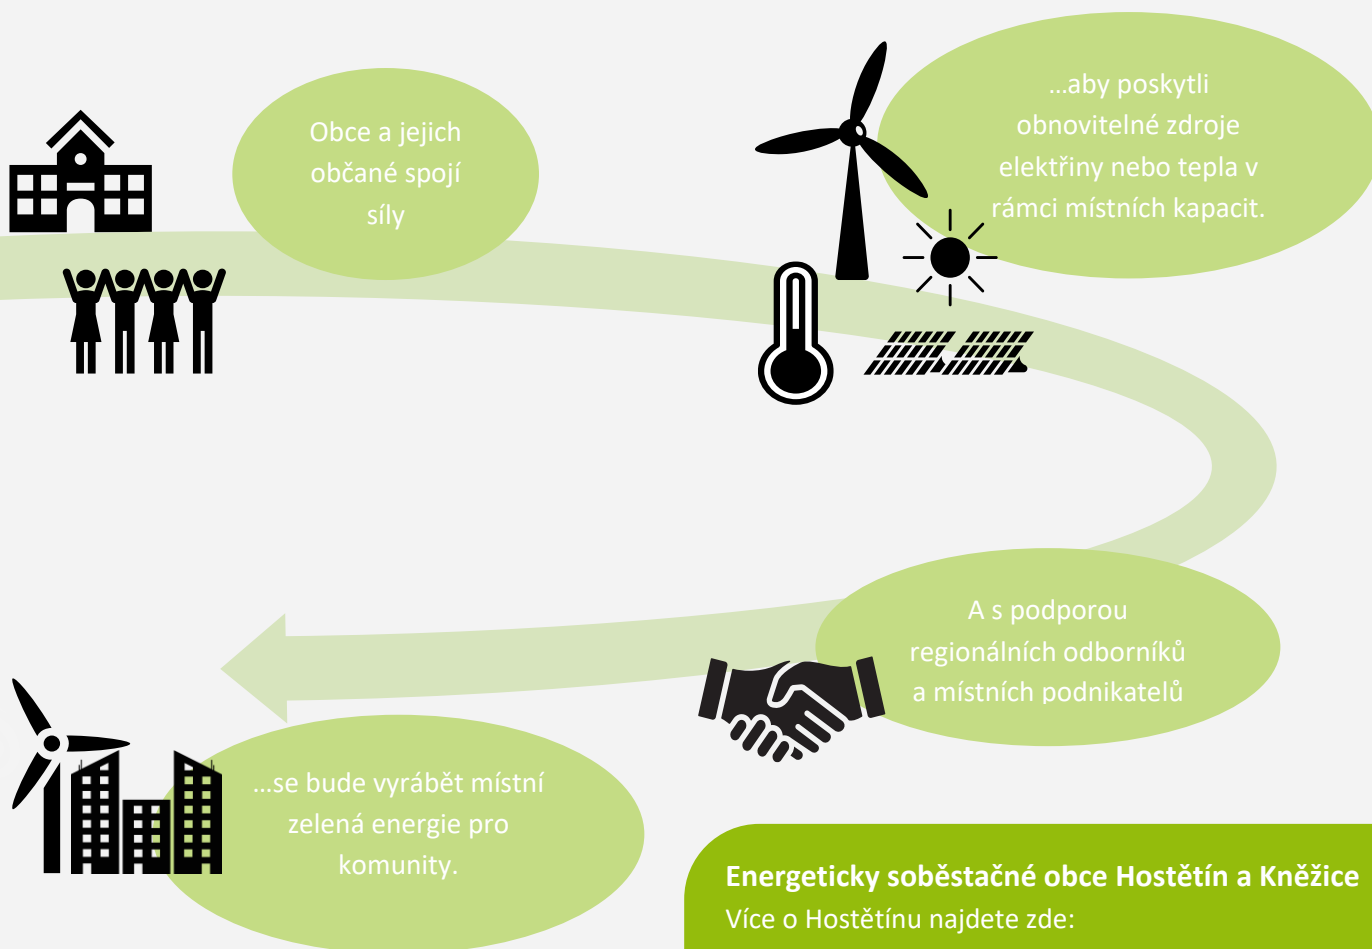 Obce a jejich
občané spojí
síly
...aby poskytli
obnovitelné zdroje
elektřiny nebo tepla v
rámci místních kapacit.
A s podporou
regionálních odborníků
a místních podnikatelů
...se bude vyrábět místní
zelená energie pro
komunity.
Energeticky soběstačné obce Hostětín a Kněžice
Více o Hostětínu najdete zde: